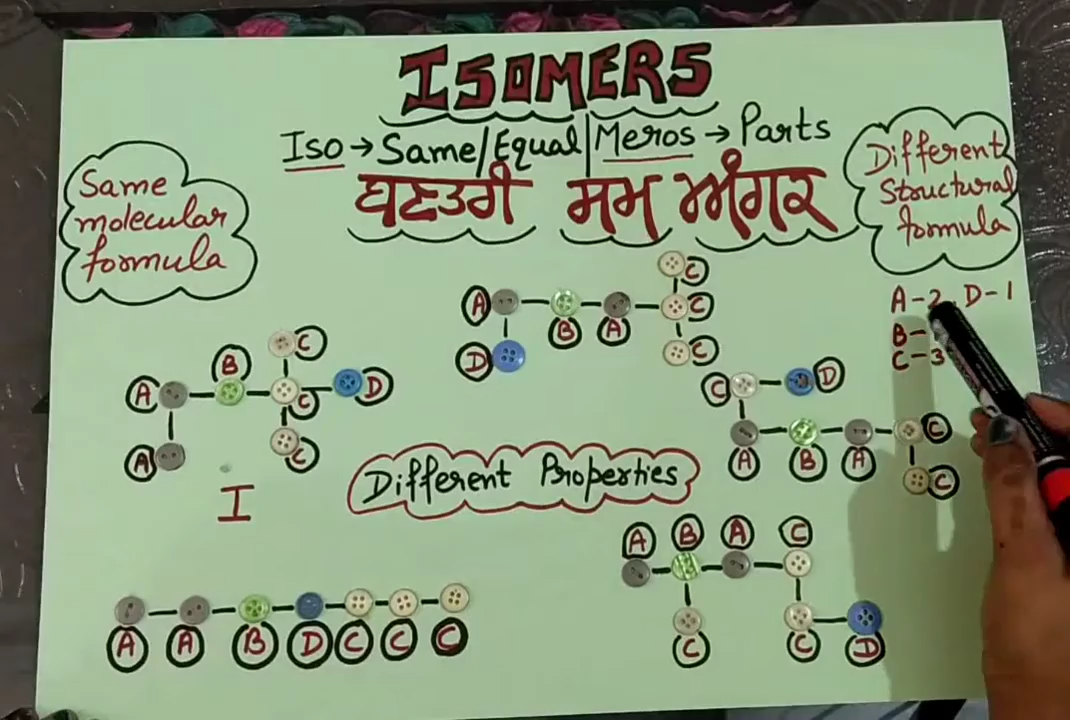 ISOMERS
Iso → Same/Equal | Meros → Parts
ਬਣਤਰੀ ਸਮ ਅੰਗਕ
Same
molecular
formula
Different
Structural
formula
A-2, D-1
B-
C-3
A B A C
D C
C
B C
A C D
A C
I
C D
A B A C
C
Different Properties
A B A C
C C D
A A B D C C C